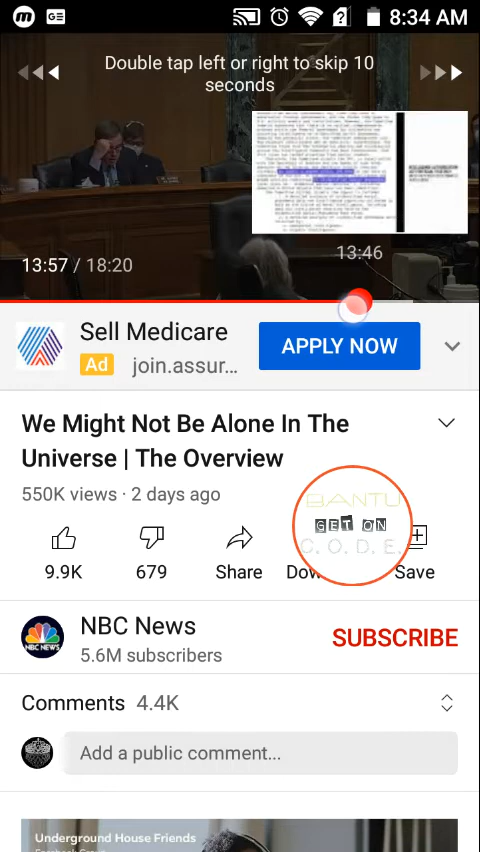 8:34 AM
Double tap left or right to skip 10
seconds
13:46
13:57 / 18:20
Sell Medicare
APPLY NOW
Ad join.assur...
We Might Not Be Alone In The
Universe | The Overview
550K views · 2 days ago
BANTU
GET ON
C. O. D. E.
9.9K 679 Share Dow Save
NBC NEWS
NBC News
5.6M subscribers
SUBSCRIBE
Comments 4.4K
Add a public comment...
Underground House Friends